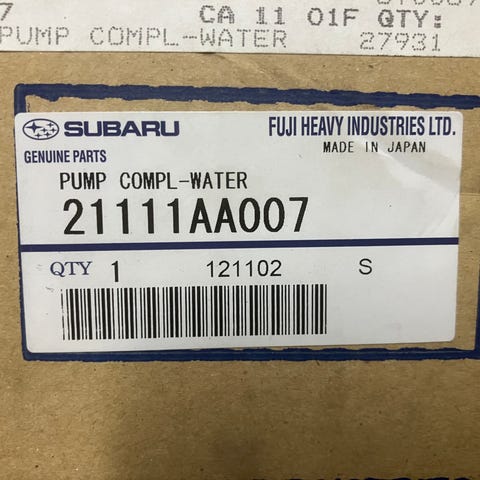 7
CA 11 01F QTY:
PUMP COMPL-WATER 27931
SUBARU FUJI HEAVY INDUSTRIES LTD.
GENUINE PARTS MADE IN JAPAN
PUMP COMPL-WATER
21111AA007
QTY 1 121102 S